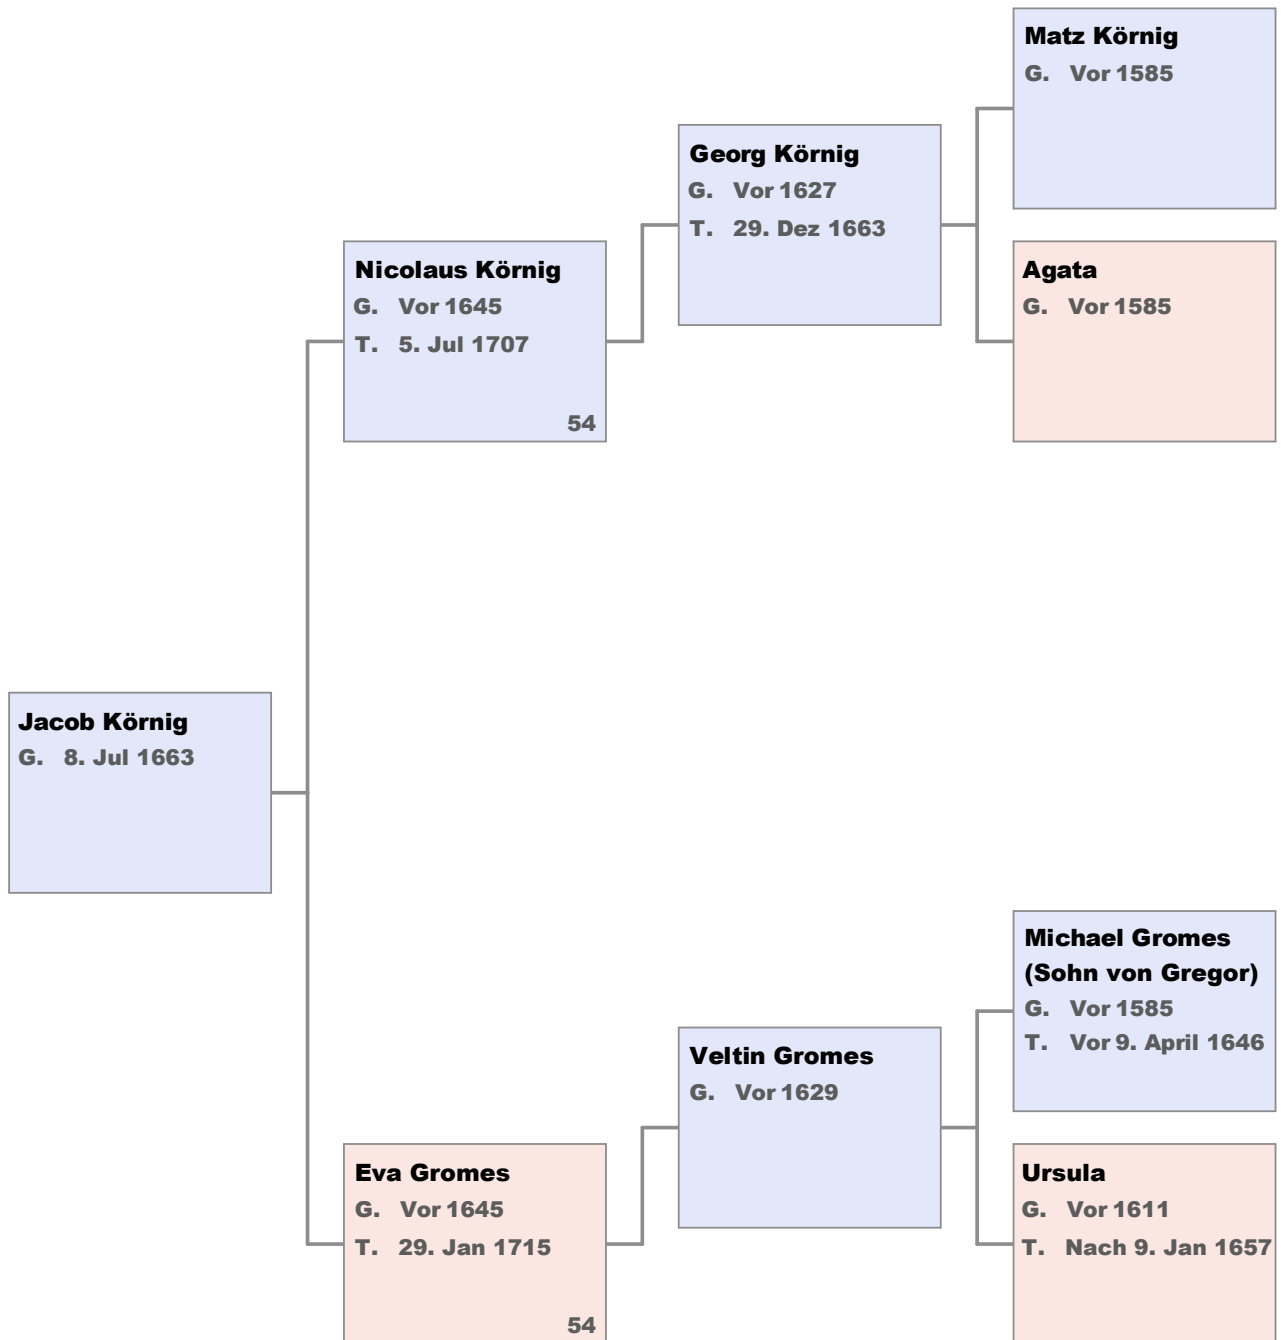 Matz Körnig
G. Vor 1585
Georg Körnig
G. Vor 1627
T. 29. Dez 1663
Nicolaus Körnig
G. Vor 1645
T. 5. Jul 1707
54
Agata
G. Vor 1585
Jacob Körnig
G. 8. Jul 1663
Michael Gromes
(Sohn von Gregor)
G. Vor 1585
T. Vor 9. April 1646
Veltin Gromes
G. Vor 1629
Eva Gromes
G. Vor 1645
T. 29. Jan 1715
54
Ursula
G. Vor 1611
T. Nach 9. Jan 1657